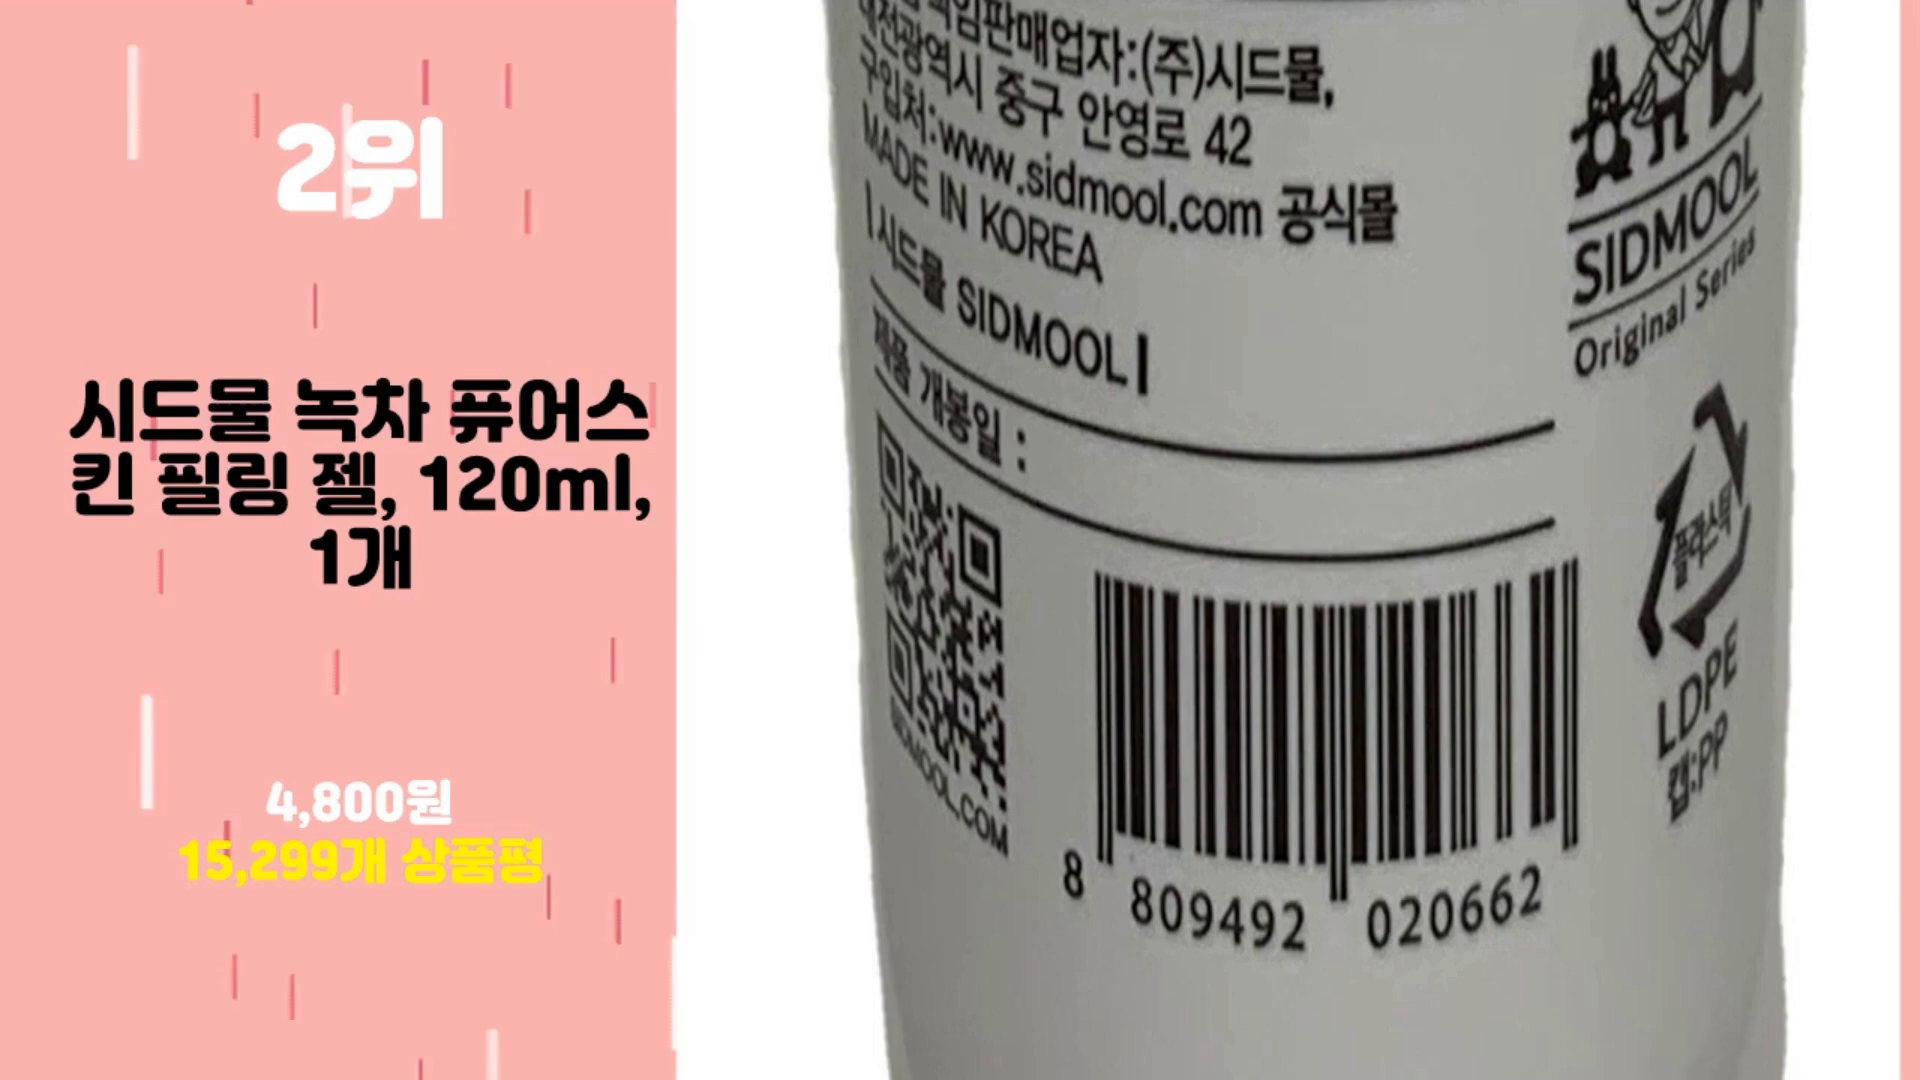 2위
시드물 녹차 퓨어스
킨 필링 젤, 120ml,
1개
4,800원
15,299개 상품평
책임판매업자:(주)시드물,
대전광역시 중구 안영로 42
구입처:www.sidmool.com 공식몰
MADE IN KOREA
|시드물 SIDMOOL|
제품 개봉일 :
SIDMOOL.COM
8 809492 020662
SIDMOOL
Original Series
플라스틱
LDPE
캡:PP